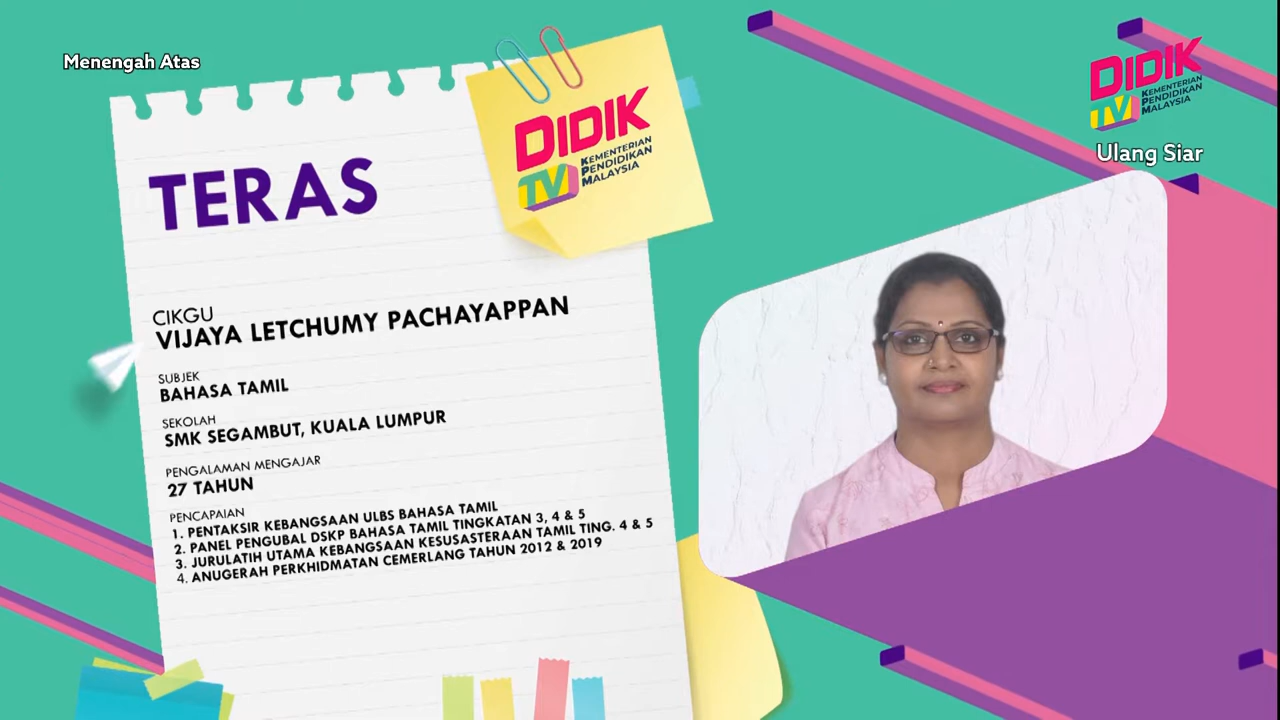 Menengah Atas
DIDIK
TV
KEMENTERIAN
PENDIDIKAN
MALAYSIA
DIDIK
TV
KEMENTERIAN
PENDIDIKAN
MALAYSIA
Ulang Siar
TERAS
CIKGU
VIJAYA LETCHUMY PACHAYAPPAN
SUBJEK
BAHASA TAMIL
SEKOLAH
SMK SEGAMBUT, KUALA LUMPUR
PENGALAMAN MENGAJAR
27 TAHUN
PENCAPAIAN
1. PENTAKSIR KEBANGSAAN ULBS BAHASA TAMIL
2. PANEL PENGUBAL DSKP BAHASA TAMIL TINGKATAN 3, 4 & 5
3. JURULATIH UTAMA KEBANGSAAN KESUSASTERAAN TAMIL TING. 4 & 5
4. ANUGERAH PERKHIDMATAN CEMERLANG TAHUN 2012 & 2019